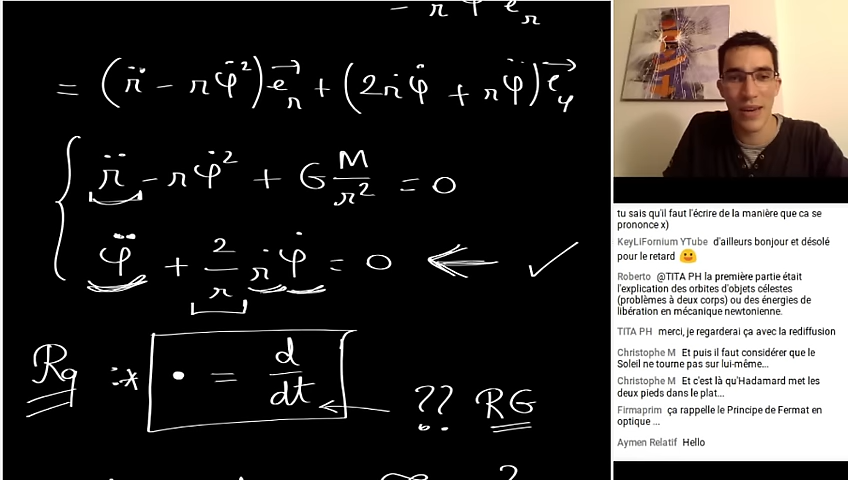 - r φ̇ e⃗_r
= (r̈ - rφ̇²)e⃗_r + (2ṙφ̇ + rφ̈)e⃗_φ
r̈ - rφ̇² + G M/r² = 0
φ̈ + 2/r ṙφ̇ = 0 ⟸ ✓
Rq :* • = d/dt ← ?? RG
?
tu sais qu'il faut l'écrire de la manière que ca se
prononce x)
KeyLiFornium YTube d'ailleurs bonjour et désolé
pour le retard 🙂
Roberto @TITA PH la première partie était
l'explication des orbites d'objets célestes
(problèmes à deux corps) ou des énergies de
libération en mécanique newtonienne.
TITA PH merci, je regarderai ça avec la rediffusion
Christophe M Et puis il faut considérer que le
Soleil ne tourne pas sur lui-même...
Christophe M Et c'est là qu'Hadamard met les
deux pieds dans le plat...
Firmaprim ça rappelle le Principe de Fermat en
optique ...
Aymen Relatif Hello